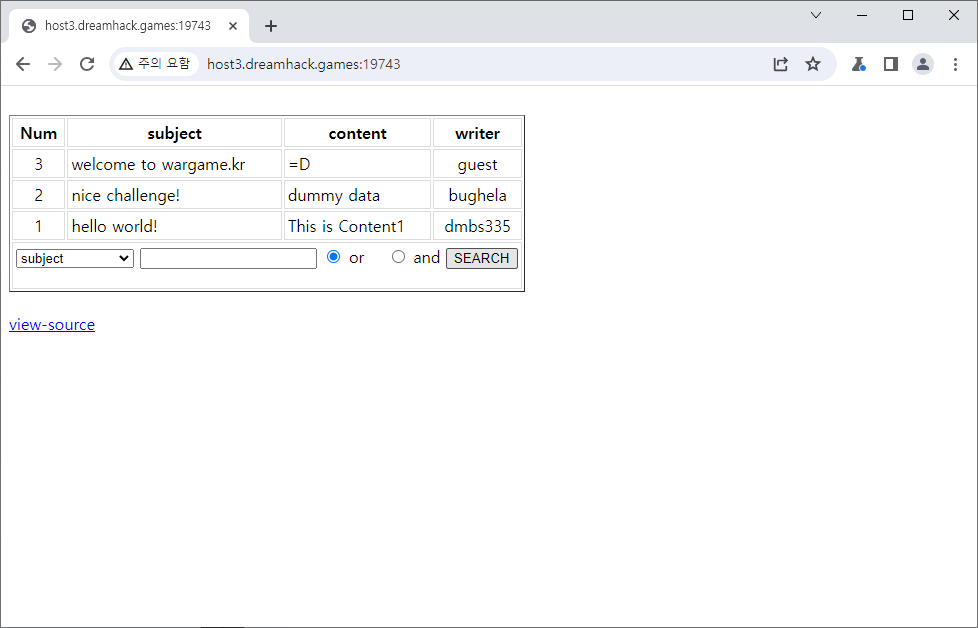 host3.dreamhack.games:19743
주의 요함 host3.dreamhack.games:19743
Num subject content writer
3 welcome to wargame.kr =D guest
2 nice challenge! dummy data bughela
1 hello world! This is Content1 dmbs335
subject or and SEARCH
view-source